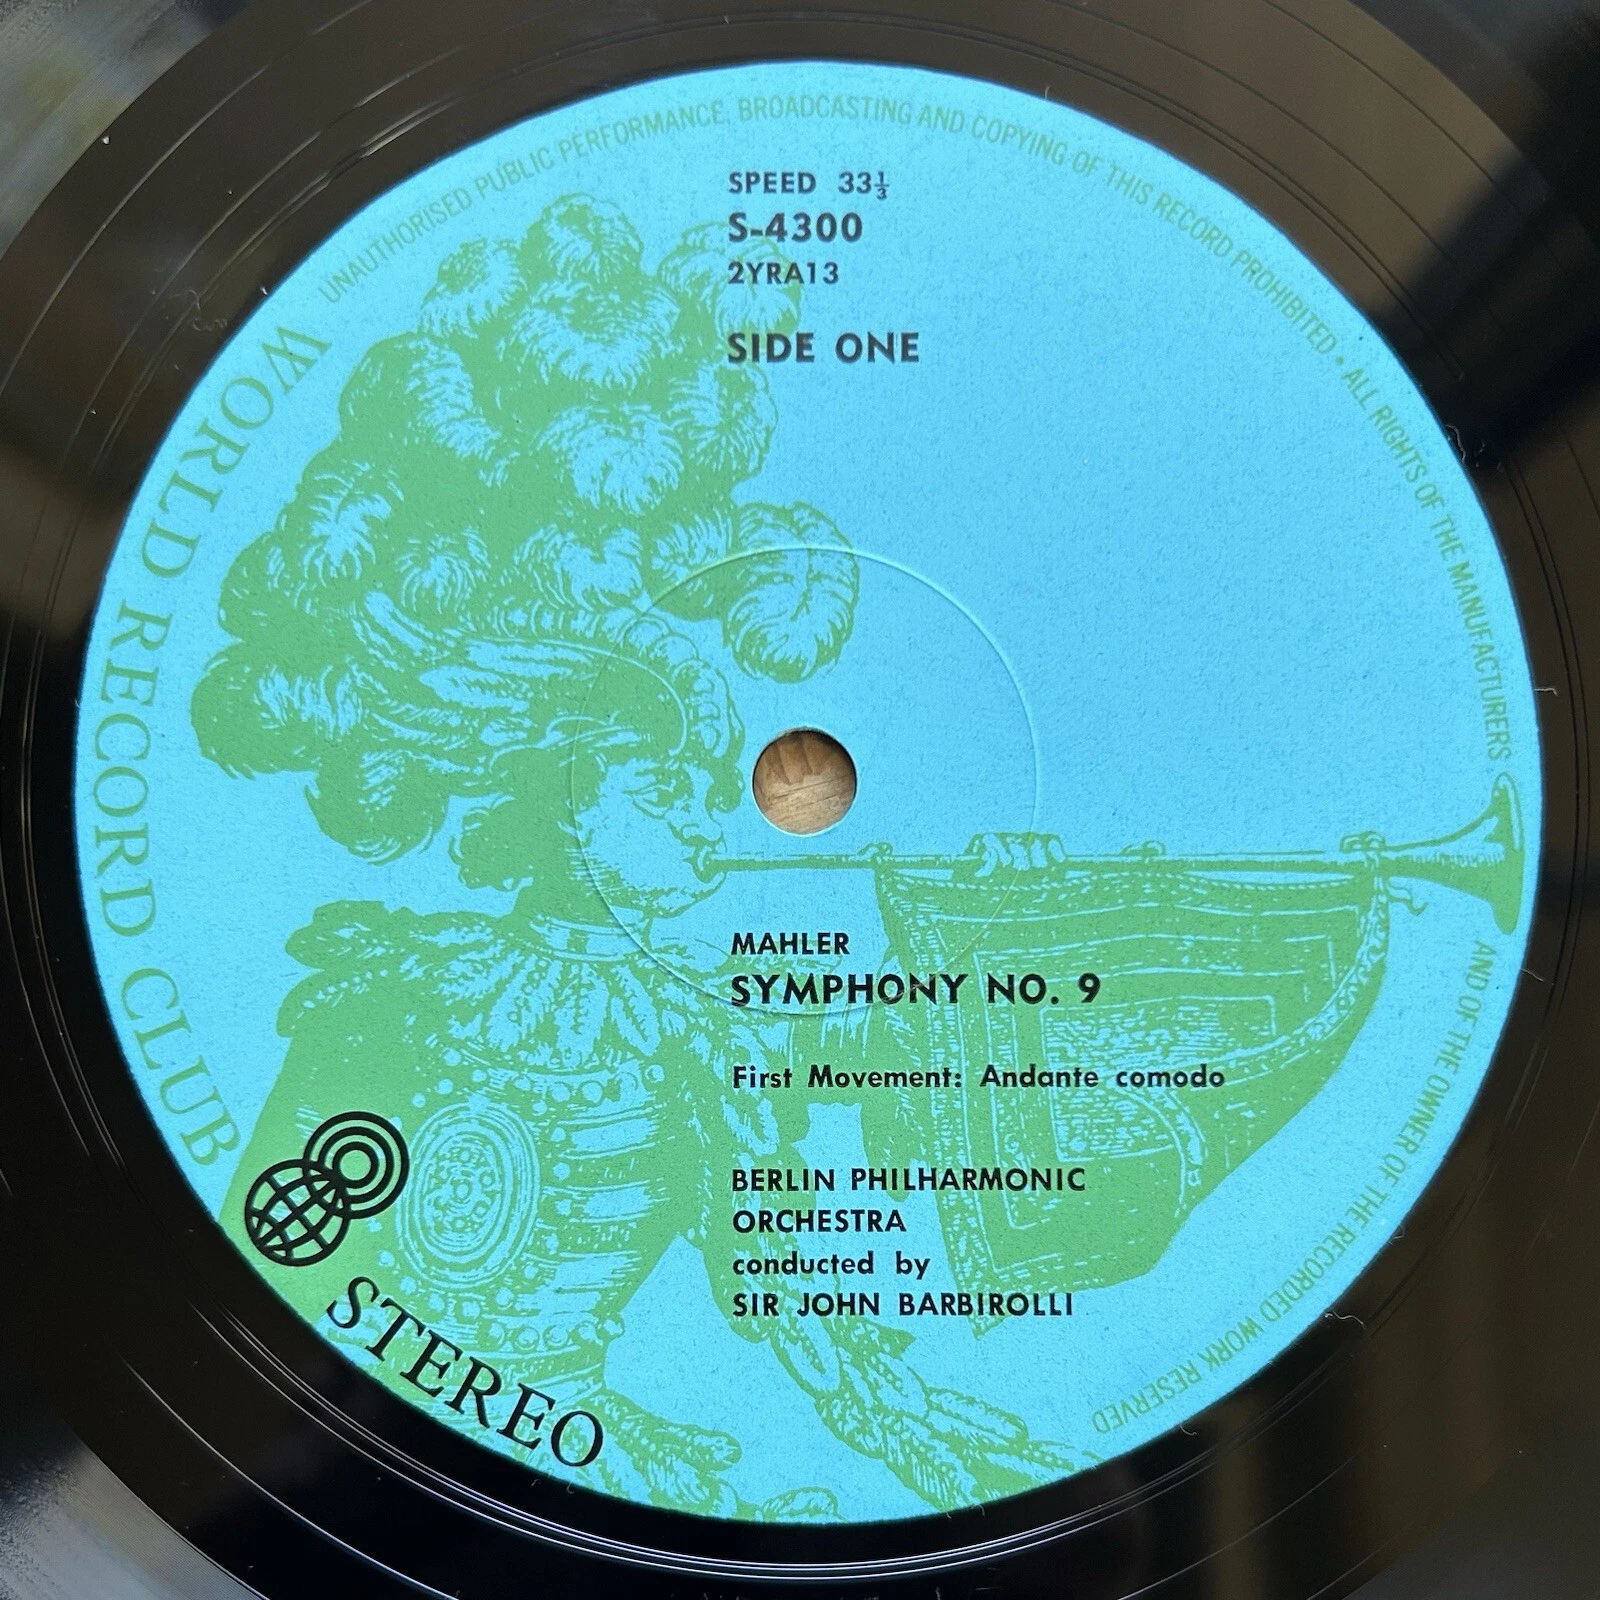 UNAUTHORISED PUBLIC PERFORMANCE, BROADCASTING AND COPYING OF THIS RECORD PROHIBITED • ALL RIGHTS OF THE MANUFACTURERS AND OF THE OWNER OF THE RECORDED WORK RESERVED
WORLD RECORD CLUB
SPEED 33⅓
S-4300
2YRA13
SIDE ONE
MAHLER
SYMPHONY NO. 9
First Movement: Andante comodo
BERLIN PHILHARMONIC
ORCHESTRA
conducted by
SIR JOHN BARBIROLLI
STEREO